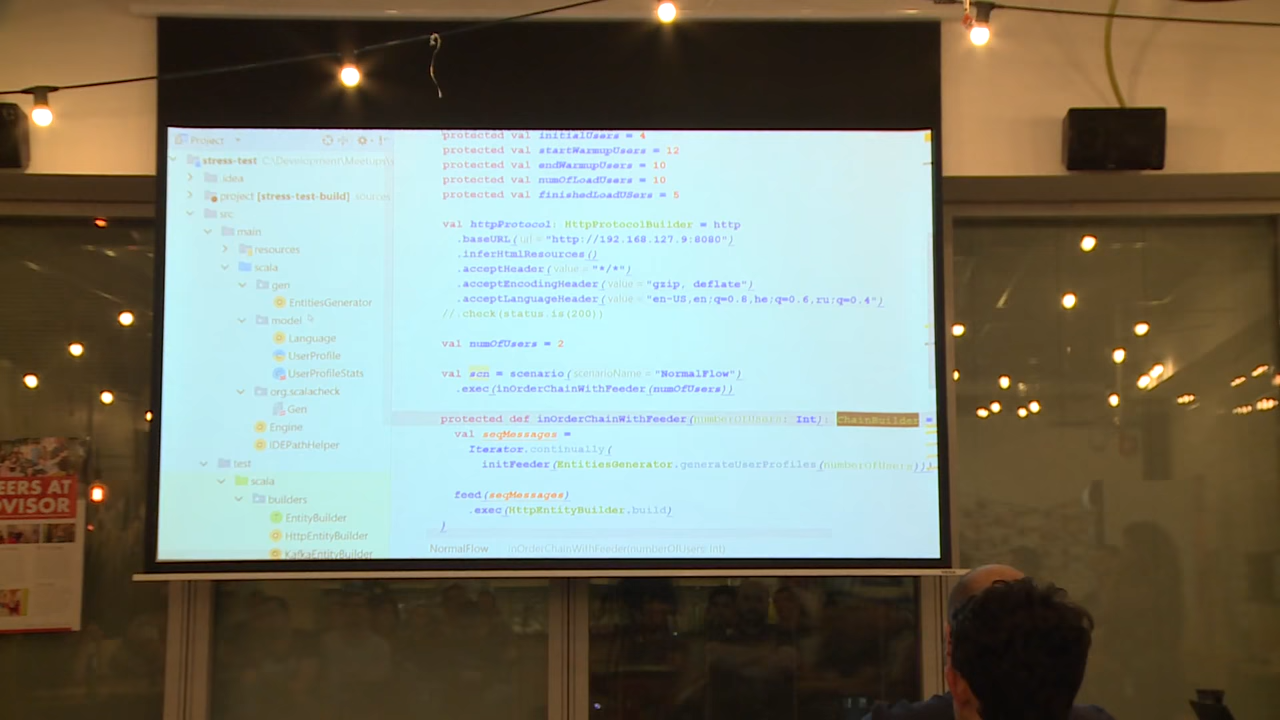 Project
stress-test C:\Development\Meetup
.idea
project [stress-test-build] sources
src
main
resources
scala
gen
EntitiesGenerator
model
Language
UserProfile
UserProfileStats
org.scalacheck
Gen
Engine
IDEPathHelper
test
scala
builders
EntityBuilder
HttpEntityBuilder
KafkaEntityBuilder
protected val initialUsers = 4
protected val startWarmupUsers = 12
protected val endWarmupUsers = 10
protected val numOfLoadUsers = 10
protected val finishedLoadUSers = 5
val httpProtocol: HttpProtocolBuilder = http
.baseURL(url = "http://192.168.127.9:8080")
.inferHtmlResources()
.acceptHeader(value = "*/*")
.acceptEncodingHeader(value = "gzip, deflate")
.acceptLanguageHeader(value = "en-US,en;q=0.8,he;q=0.6,ru;q=0.4")
//.check(status.is(200))
val numOfUsers = 2
val scn = scenario(scenarioName = "NormalFlow")
.exec(inOrderChainWithFeeder(numOfUsers))
protected def inOrderChainWithFeeder(numberOfUsers: Int): ChainBuilder =
val seqMessages =
Iterator.continually(
initFeeder(EntitiesGenerator.generateUserProfiles(numberOfUsers)))
feed(seqMessages)
.exec(HttpEntityBuilder.build)
}
NormalFlow inOrderChainWithFeeder(numberOfUsers: Int)
EERS AT
DVISOR